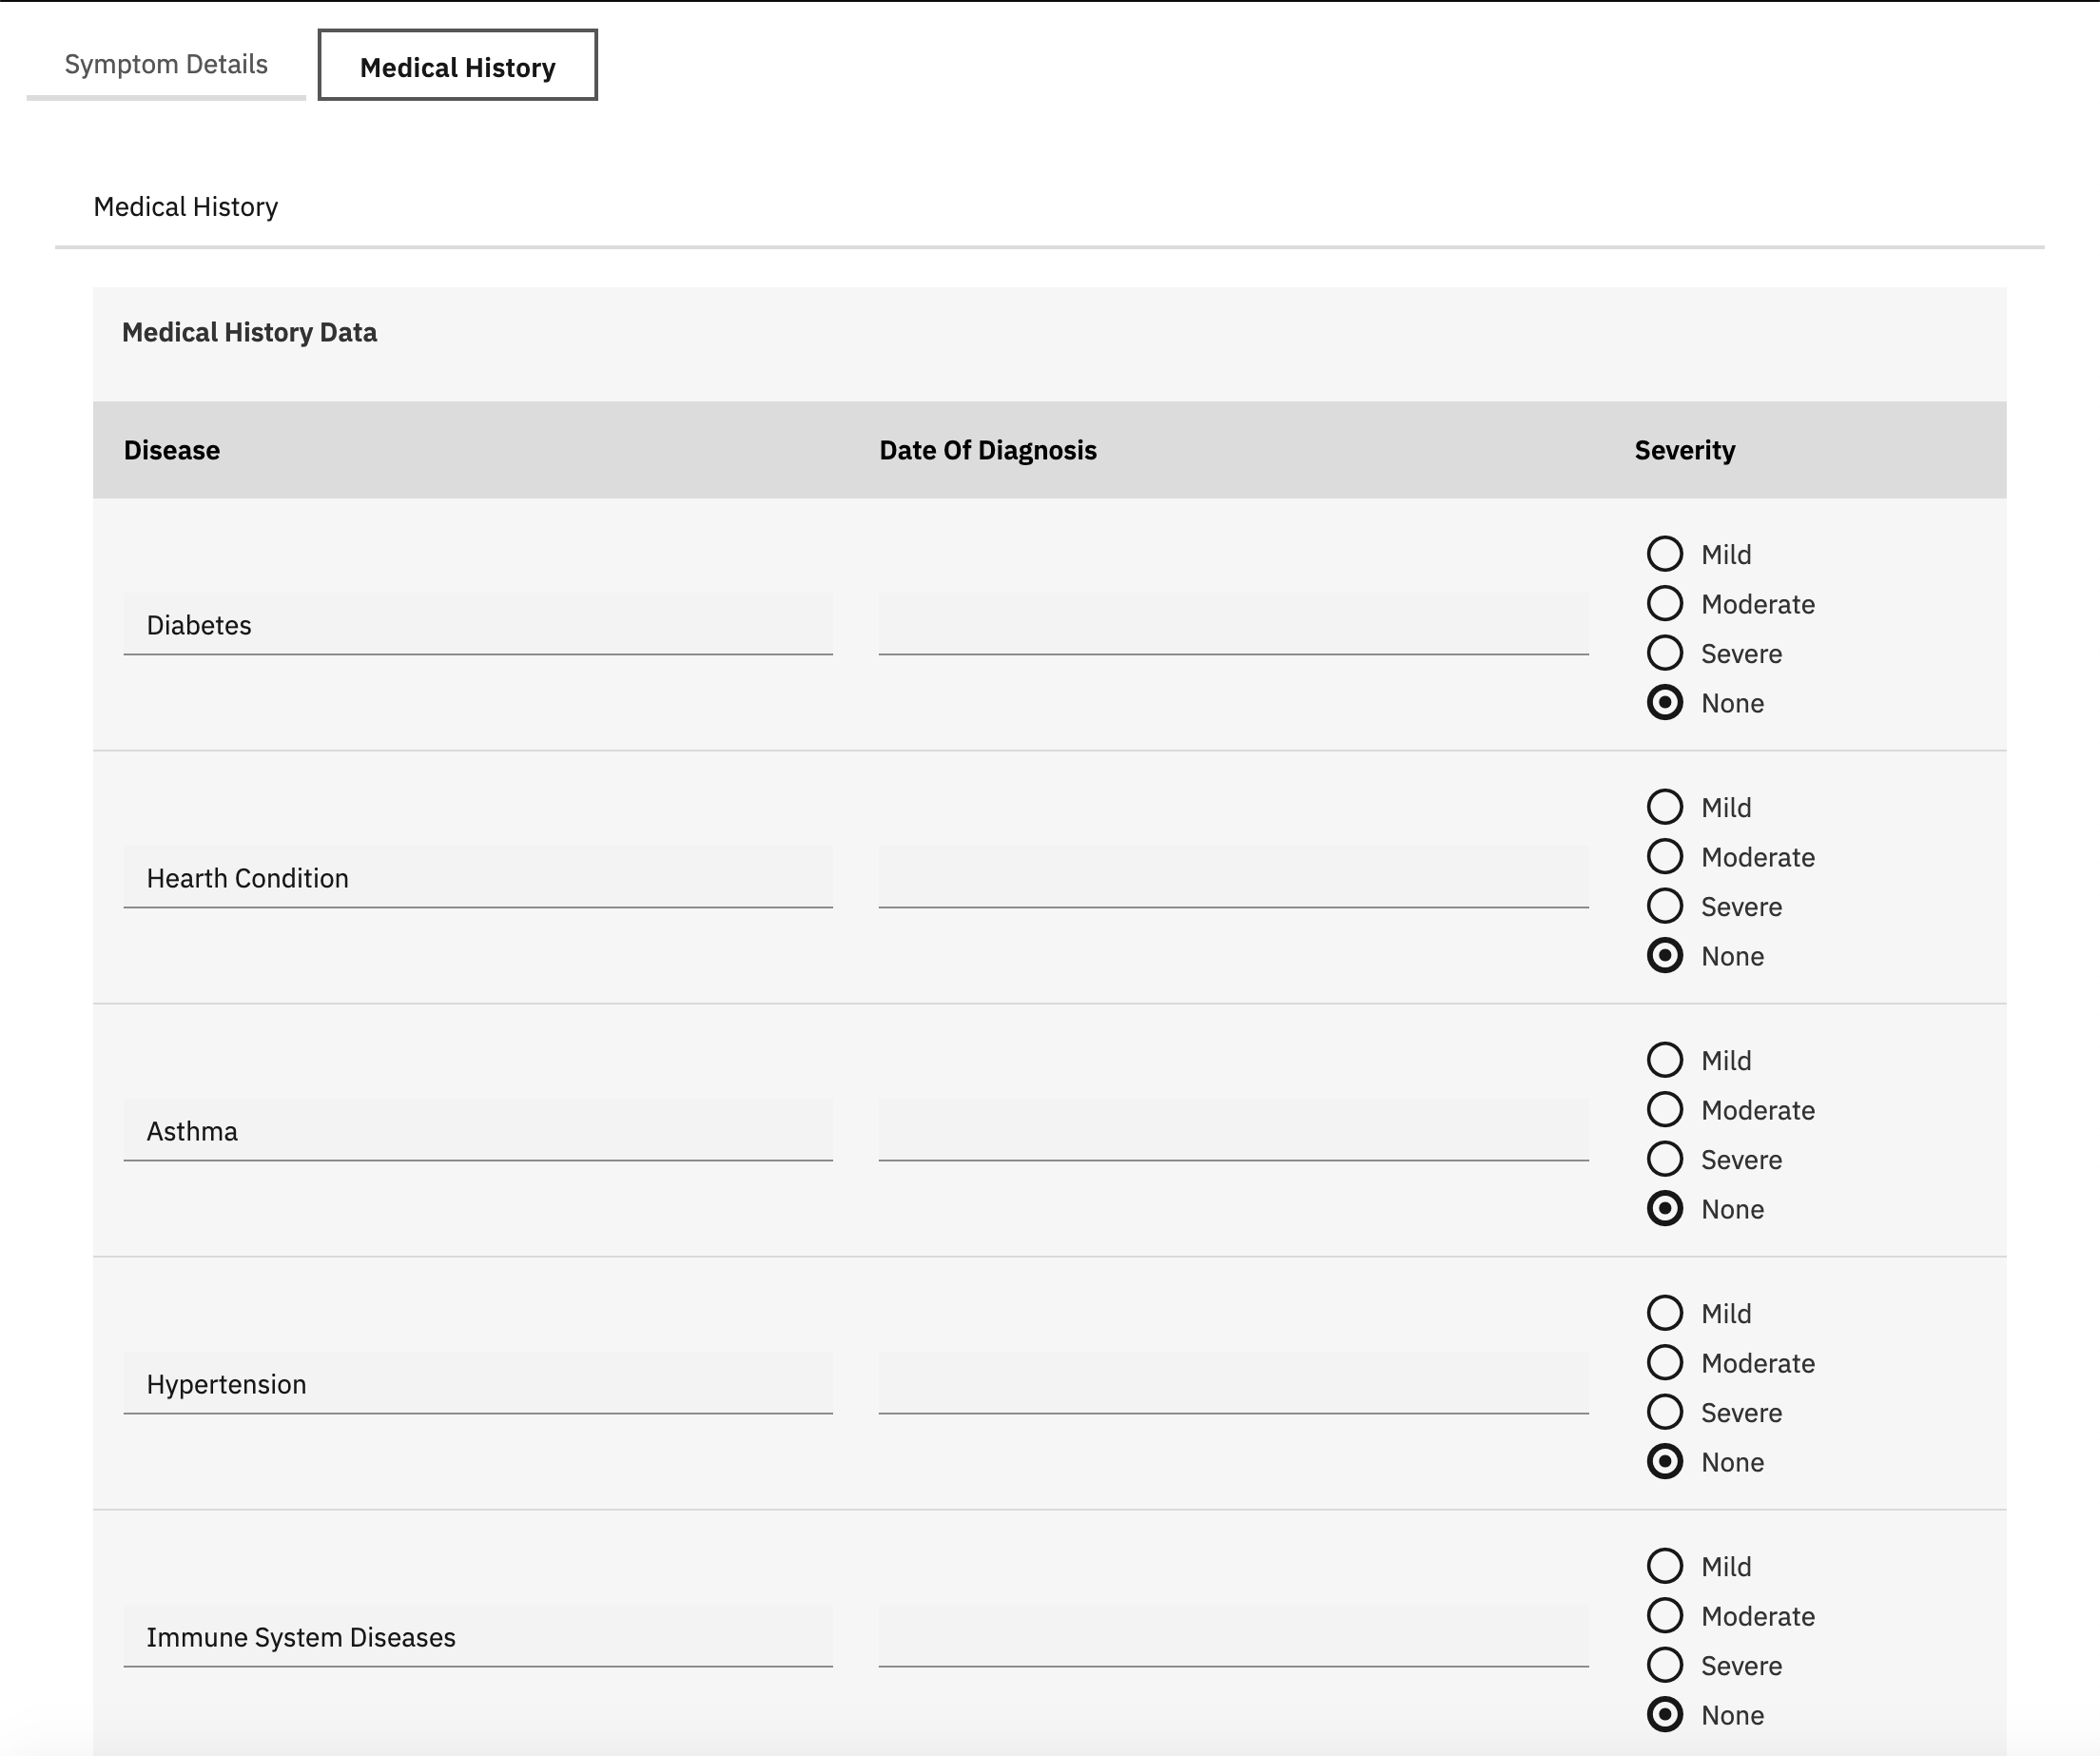 Symptom Details Medical History
Medical History
Medical History Data
Disease Date Of Diagnosis Severity
Mild
Moderate
Diabetes
Severe
None
Mild
Moderate
Hearth Condition
Severe
None
Mild
Moderate
Asthma
Severe
None
Mild
Moderate
Hypertension
Severe
None
Mild
Moderate
Immune System Diseases
Severe
None